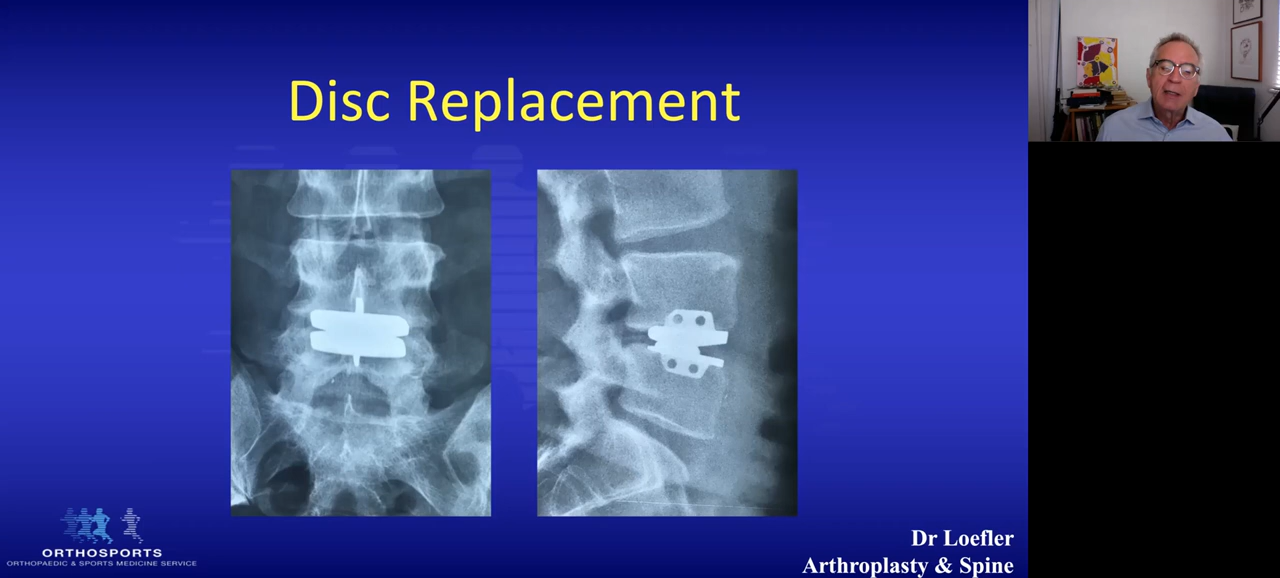 Disc Replacement
ORTHOSPORTS
ORTHOPAEDIC & SPORTS MEDICINE SERVICE
Dr Loefler
Arthroplasty & Spine